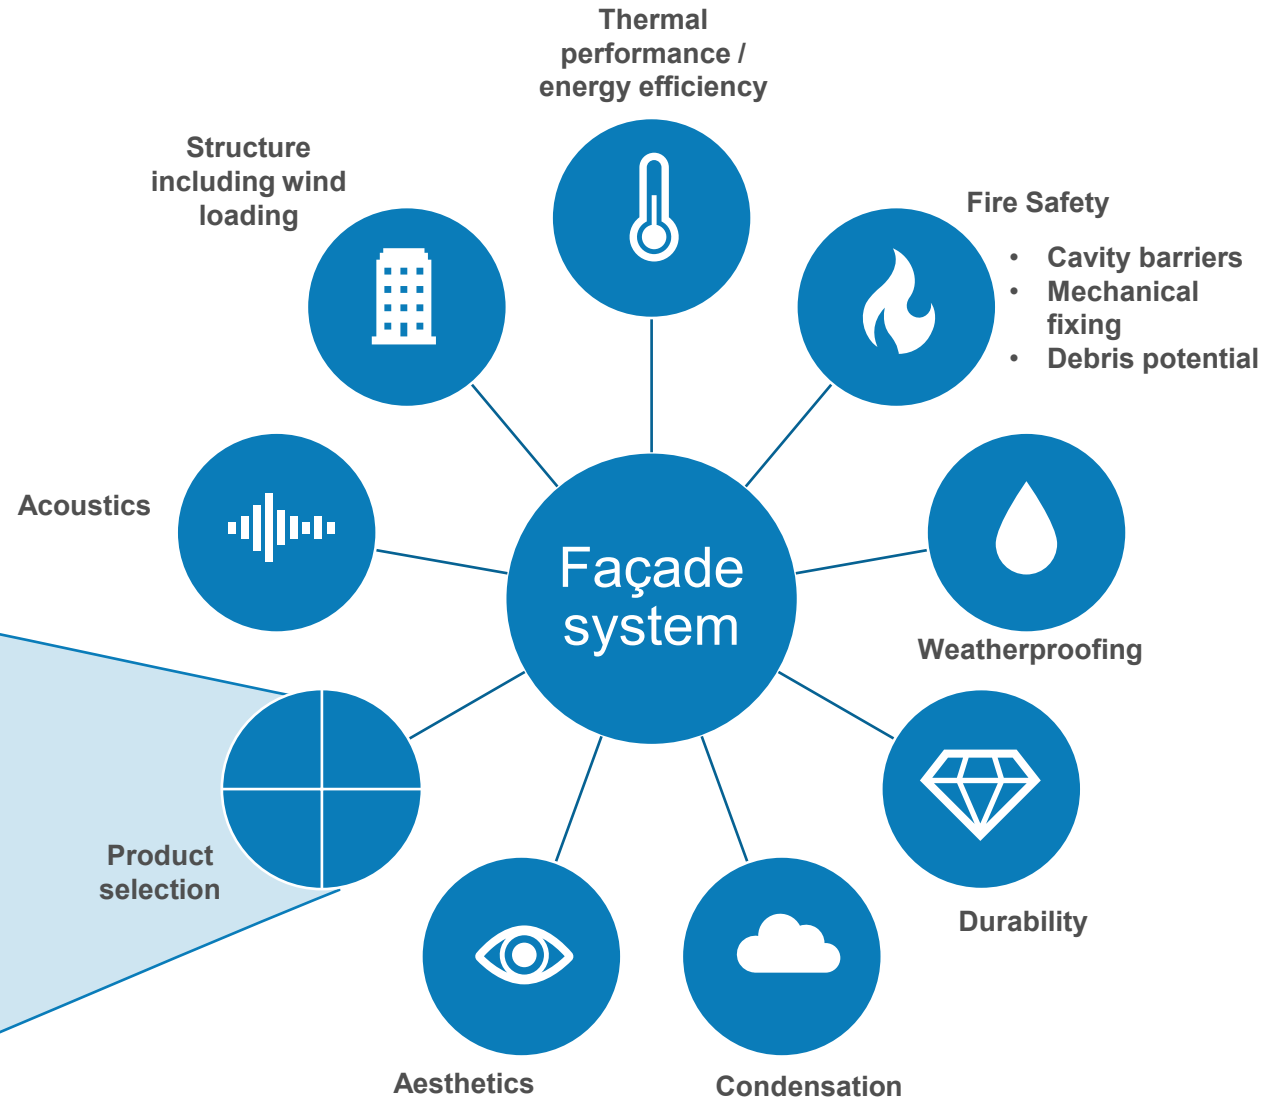 Thermal
performance /
energy efficiency
Structure
including wind
loading
Fire Safety
• Cavity barriers
• Mechanical
fixing
• Debris potential
Acoustics
Façade
system
Weatherproofing
Product
selection
Durability
Aesthetics
Condensation